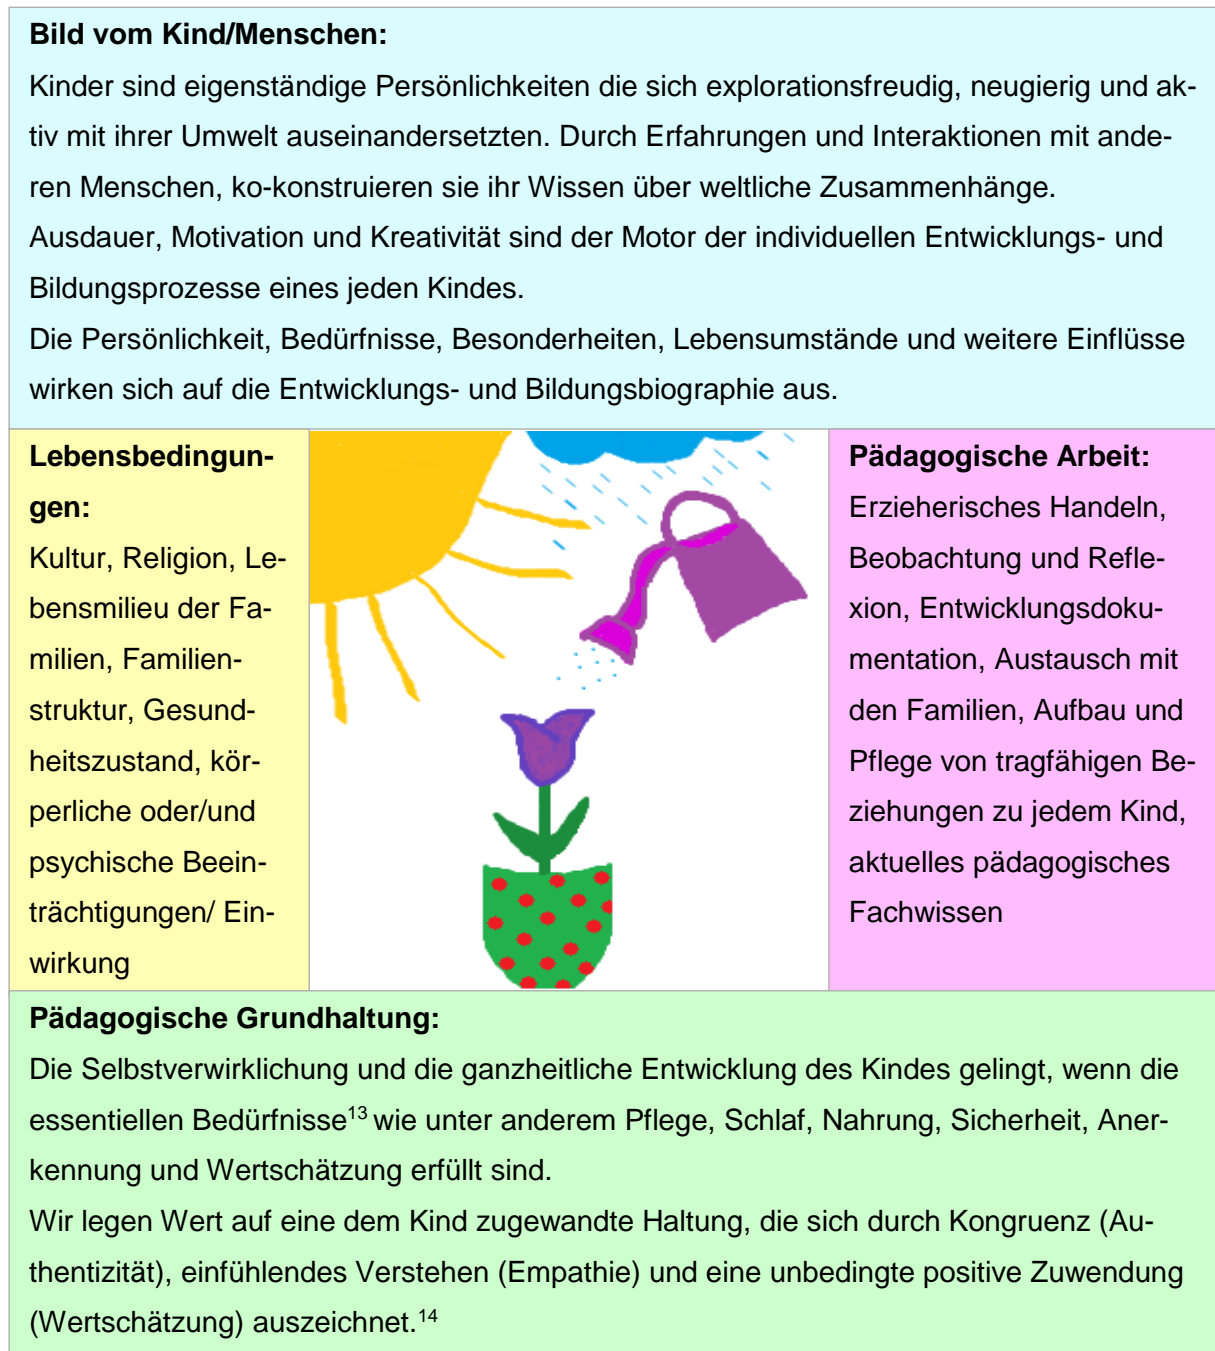 Bild vom Kind/Menschen:
Kinder sind eigenständige Persönlichkeiten die sich explorationsfreudig, neugierig und ak-
tiv mit ihrer Umwelt auseinandersetzten. Durch Erfahrungen und Interaktionen mit ande-
ren Menschen, ko-konstruieren sie ihr Wissen über weltliche Zusammenhänge.
Ausdauer, Motivation und Kreativität sind der Motor der individuellen Entwicklungs- und
Bildungsprozesse eines jeden Kindes.
Die Persönlichkeit, Bedürfnisse, Besonderheiten, Lebensumstände und weitere Einflüsse
wirken sich auf die Entwicklungs- und Bildungsbiographie aus.
Lebensbedingun-
gen:
Kultur, Religion, Le-
bensmilieu der Fa-
milien, Familien-
struktur, Gesund-
heitszustand, kör-
perliche oder/und
psychische Beein-
trächtigungen/ Ein-
wirkung
Pädagogische Arbeit:
Erzieherisches Handeln,
Beobachtung und Refle-
xion, Entwicklungsdoku-
mentation, Austausch mit
den Familien, Aufbau und
Pflege von tragfähigen Be-
ziehungen zu jedem Kind,
aktuelles pädagogisches
Fachwissen
Pädagogische Grundhaltung:
Die Selbstverwirklichung und die ganzheitliche Entwicklung des Kindes gelingt, wenn die
essentiellen Bedürfnisse¹³ wie unter anderem Pflege, Schlaf, Nahrung, Sicherheit, Aner-
kennung und Wertschätzung erfüllt sind.
Wir legen Wert auf eine dem Kind zugewandte Haltung, die sich durch Kongruenz (Au-
thentizität), einfühlendes Verstehen (Empathie) und eine unbedingte positive Zuwendung
(Wertschätzung) auszeichnet.¹⁴